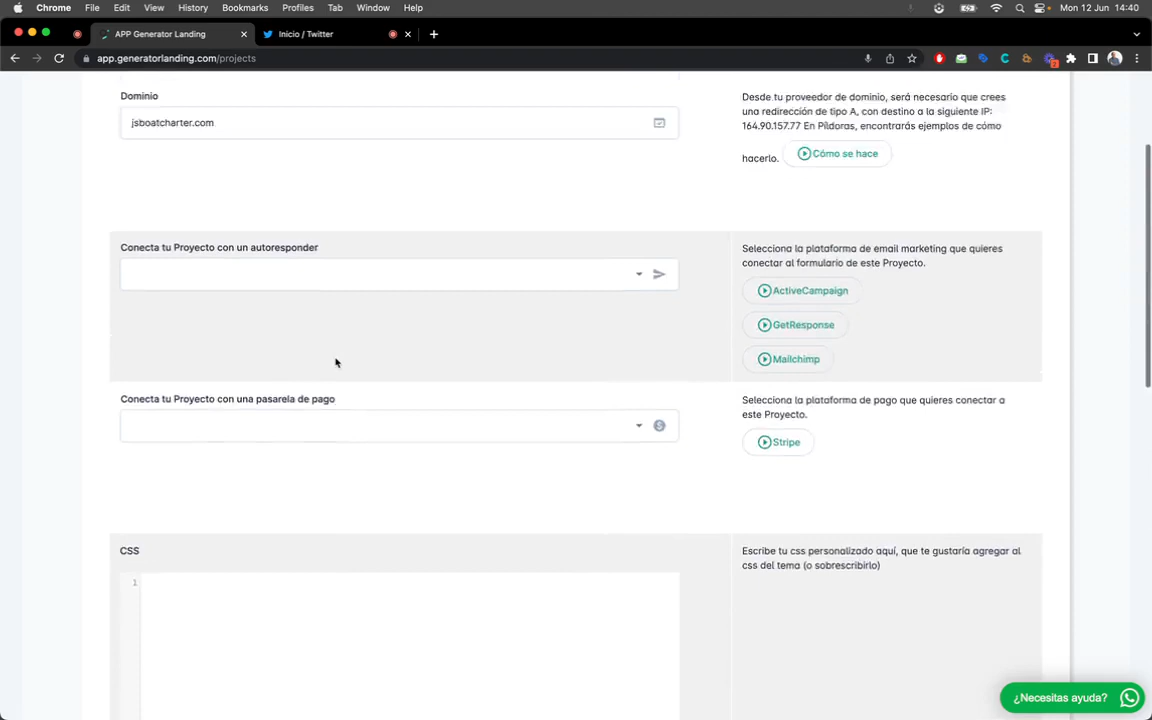 Chrome File Edit View History Bookmarks Profiles Tab Window Help Mon 12 Jun 14:40
APP Generator Landing Inicio / Twitter
app.generatorlanding.com/projects
Dominio
jsboatcharter.com
Desde tu proveedor de dominio, será necesario que crees
una redirección de tipo A, con destino a la siguiente IP:
164.90.157.77 En Píldoras, encontrarás ejemplos de cómo
hacerlo. Cómo se hace
Conecta tu Proyecto con un autoresponder
Selecciona la plataforma de email marketing que quieres
conectar al formulario de este Proyecto.
ActiveCampaign
GetResponse
Mailchimp
Conecta tu Proyecto con una pasarela de pago
Selecciona la plataforma de pago que quieres conectar a
este Proyecto.
Stripe
CSS
1
Escribe tu css personalizado aquí, que te gustaría agregar al
css del tema (o sobrescribirlo)
¿Necesitas ayuda?